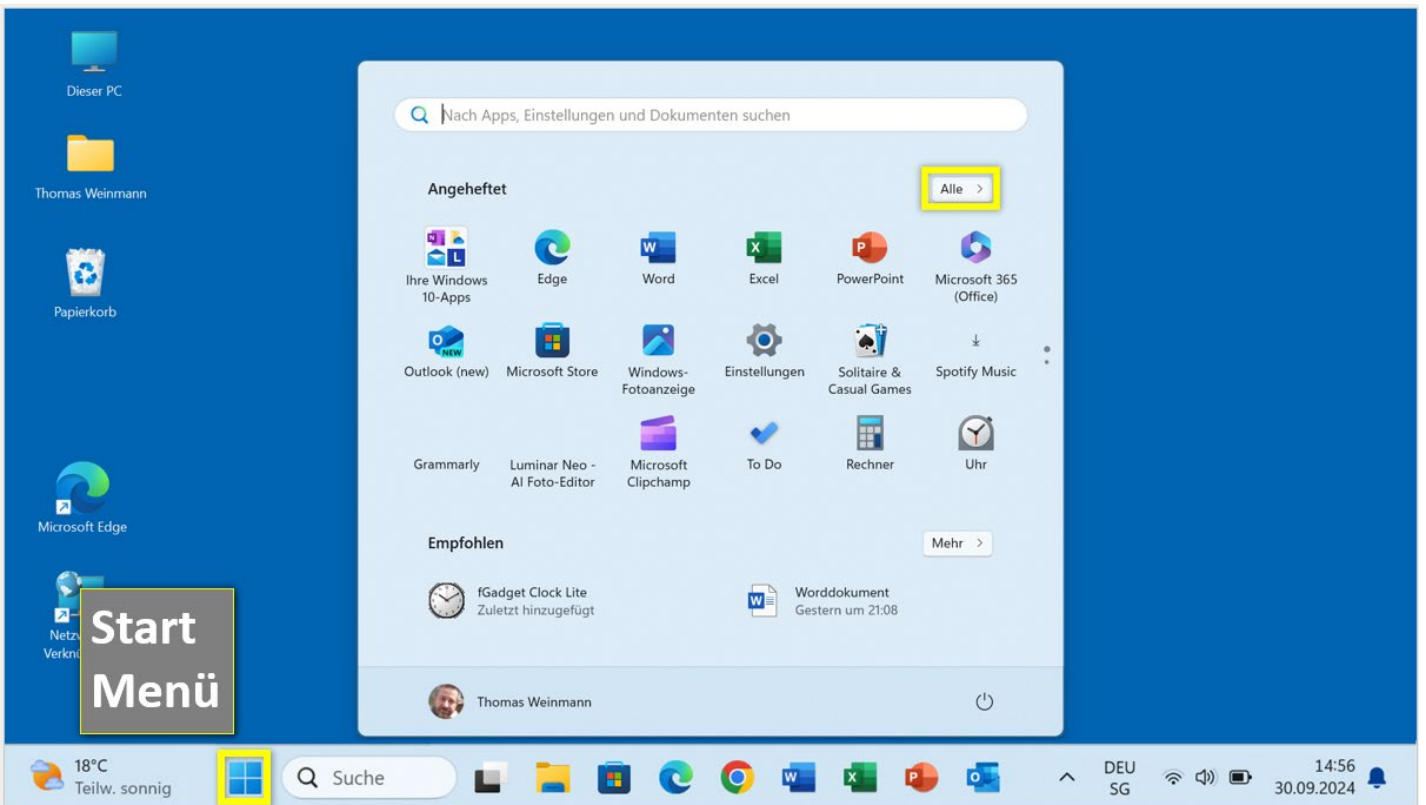 Dieser PC
Thomas Weinmann
Papierkorb
Microsoft Edge
Start
Menü
Nach Apps, Einstellungen und Dokumenten suchen
Angeheftet
Alle
Ihre Windows
10-Apps
Edge
Word
Excel
PowerPoint
Microsoft 365
(Office)
Outlook (new)
Microsoft Store
Windows-
Fotoanzeige
Einstellungen
Solitaire &
Casual Games
Spotify Music
Grammarly
Luminar Neo -
AI Foto-Editor
Microsoft
Clipchamp
To Do
Rechner
Uhr
Empfohlen
Mehr
fGadget Clock Lite
Zuletzt hinzugefügt
Worddokument
Gestern um 21:08
Thomas Weinmann
18°C
Teilw. sonnig
Suche
DEU
SG
14:56
30.09.2024